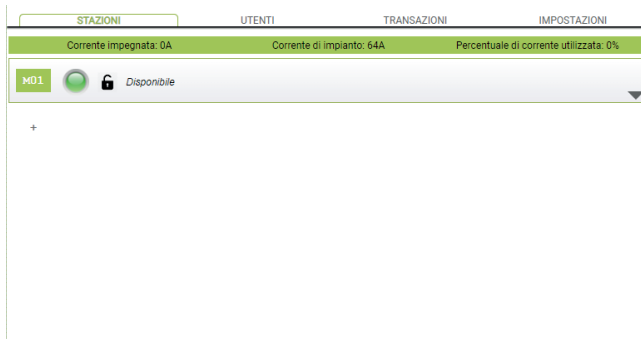 STAZIONI UTENTI TRANSAZIONI IMPOSTAZIONI
Corrente impegnata: 0A Corrente di impianto: 64A Percentuale di corrente utilizzata: 0%
M01 Disponibile
+